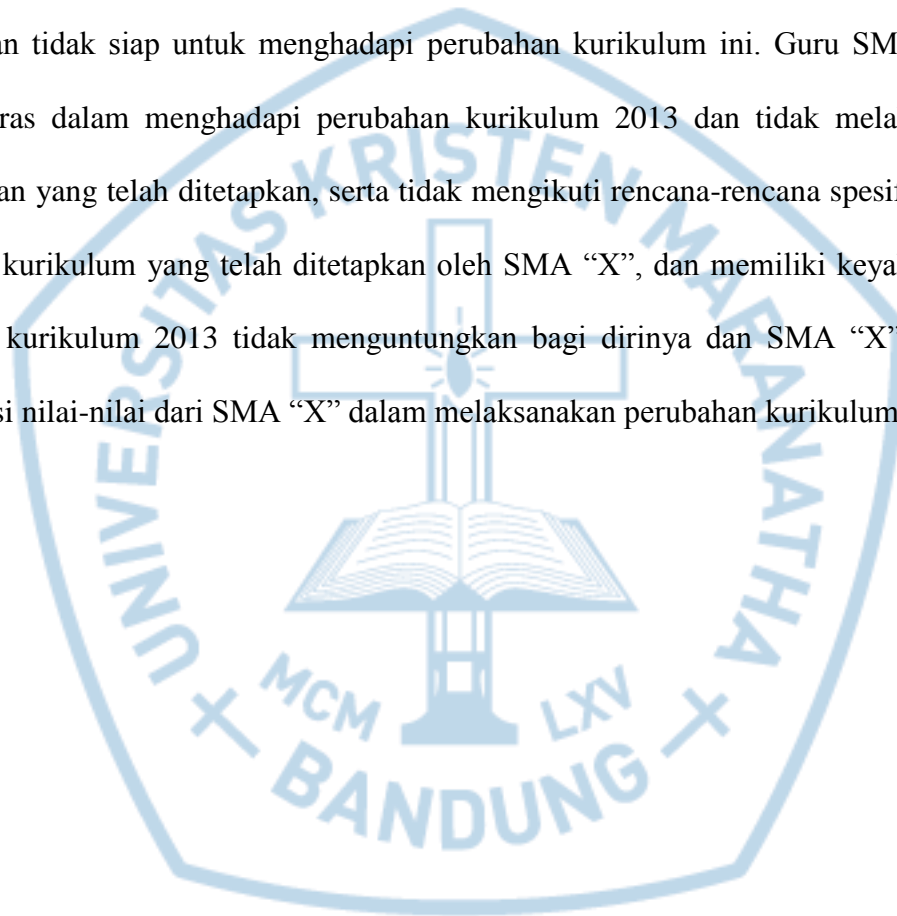 an tidak siap untuk menghadapi perubahan kurikulum ini. Guru SM
ras dalam menghadapi perubahan kurikulum 2013 dan tidak mela
an yang telah ditetapkan, serta tidak mengikuti rencana-rencana spesif
kurikulum yang telah ditetapkan oleh SMA “X”, dan memiliki keya
kurikulum 2013 tidak menguntungkan bagi dirinya dan SMA “X”
si nilai-nilai dari SMA “X” dalam melaksanakan perubahan kurikulum
UNIVERSITAS KRISTEN MARANATHA
MCM LXV
BANDUNG